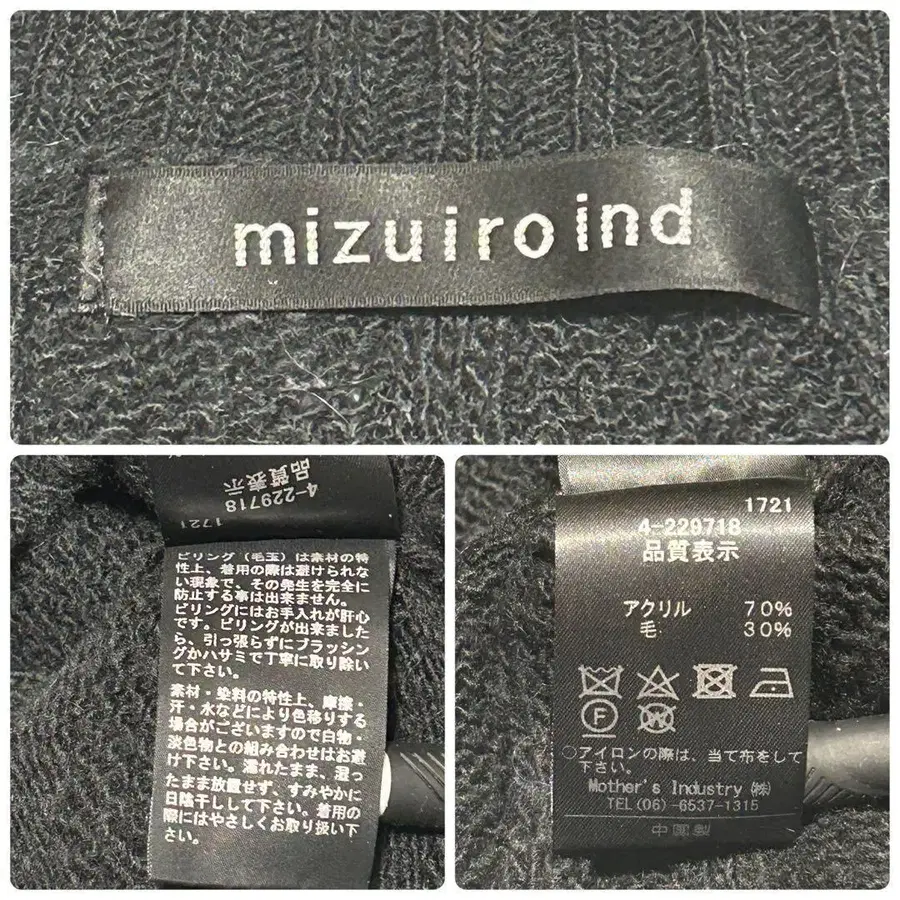 mizuiro ind
品質表示
4-229718
1721
ピリング（毛玉）は素材の特
性上、着用の際は避けられな
い現象で、その発生を完全に
防止する事は出来ません。
ピリングにはお手入れが肝心
です。ピリングが出来ました
ら、引っ張らずにブラッシン
グかハサミで丁寧に取り除い
て下さい。
素材・染料の特性上、摩擦・
汗・水などにより色移りする
場合がございますので白物・
淡色物との組み合わせはお避
け下さい。濡れたまま、湿っ
たまま放置せず、すみやかに
日陰干しして下さい。着用の
際にはやさしくお取り扱い下
さい。
1721
4-229718
品質表示
アクリル 70%
毛 30%
F
W
○アイロンの際は、当て布をして
下さい。
Mother's Industry ㈱
TEL(06)-6537-1315
中国製